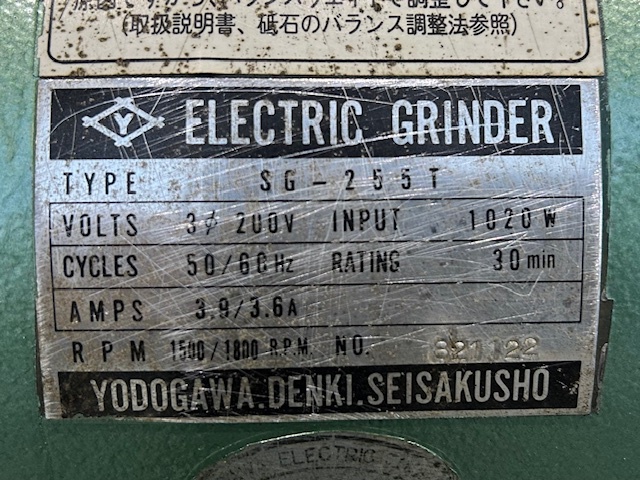 (取扱説明書、砥石のバランス調整法参照)
Y ELECTRIC GRINDER
TYPE SG-255T
VOLTS 3φ 200V INPUT 1020W
CYCLES 50/60Hz RATING 30min
AMPS 3.9/3.6A
RPM 1500/1800 R.P.M. NO. 821122
YODOGAWA.DENKI.SEISAKUSHO
ELECTRIC